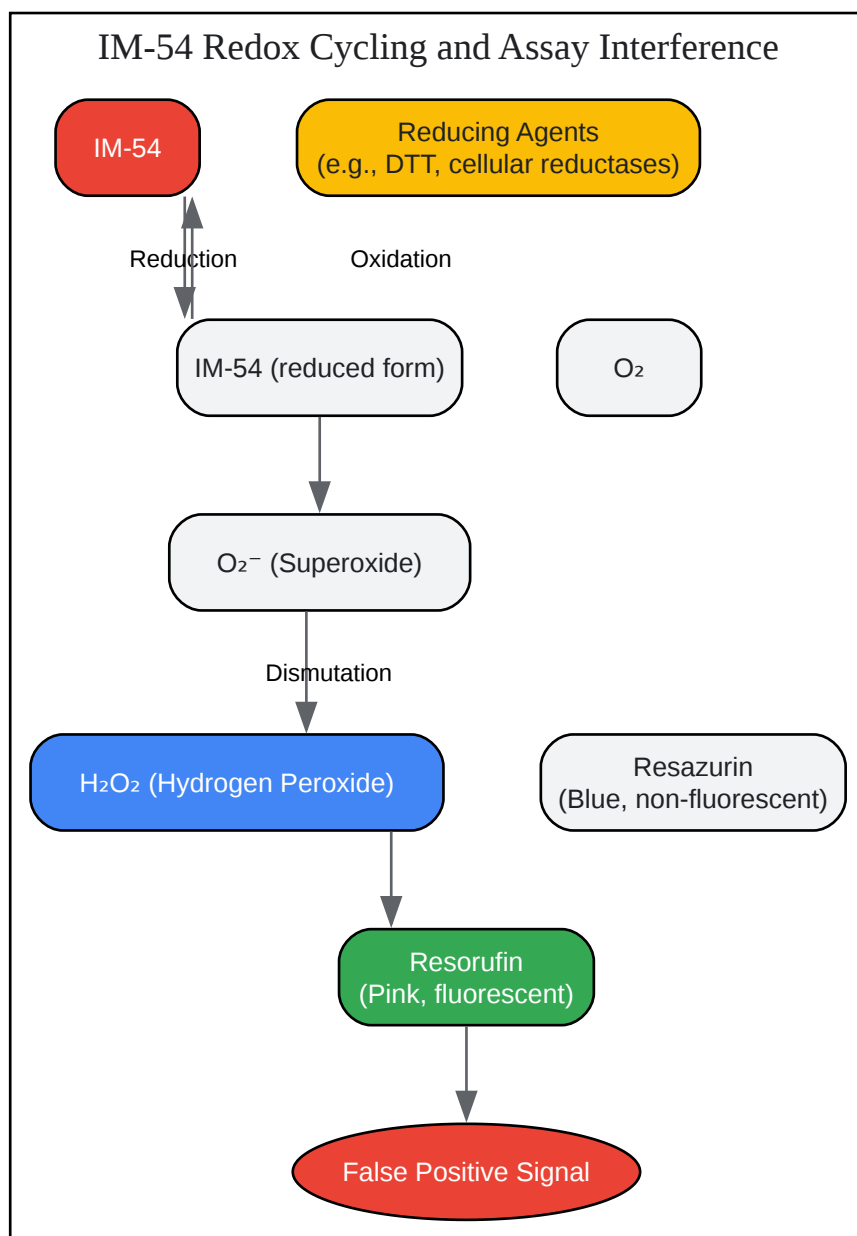 IM-54 Redox Cycling and Assay Interference
IM-54
Reducing Agents
(e.g., DTT, cellular reductases)
Reduction
Oxidation
IM-54 (reduced form)
O₂
O₂⁻ (Superoxide)
Dismutation
H₂O₂ (Hydrogen Peroxide)
Resazurin
(Blue, non-fluorescent)
Resorufin
(Pink, fluorescent)
False Positive Signal